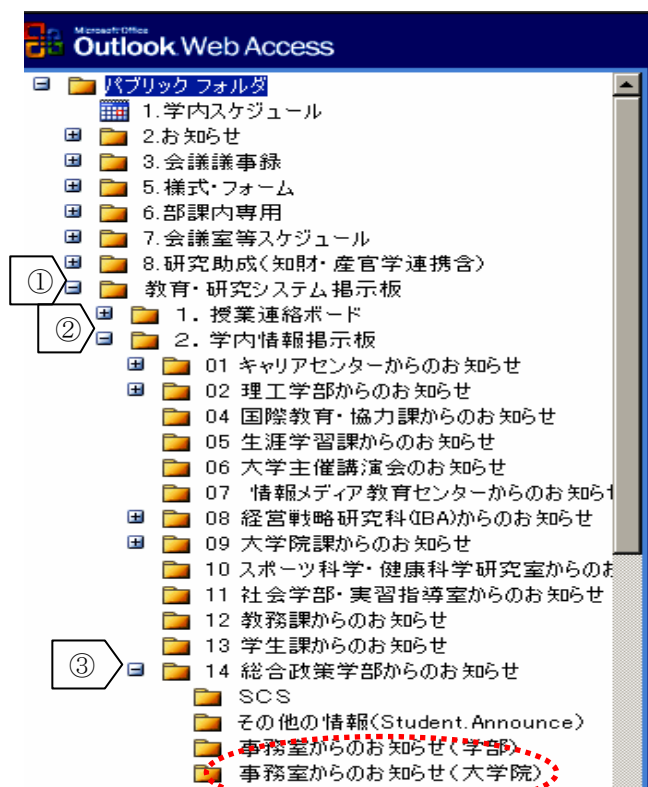 Microsoft Office
Outlook Web Access
パブリック フォルダ
1.学内スケジュール
2.お知らせ
3.会議議事録
5.様式・フォーム
6.部課内専用
7.会議室等スケジュール
8.研究助成(知財・産官学連携含)
① 教育・研究システム掲示板
② 1. 授業連絡ボード
2. 学内情報掲示板
01 キャリアセンターからのお知らせ
02 理工学部からのお知らせ
04 国際教育・協力課からのお知らせ
05 生涯学習課からのお知らせ
06 大学主催講演会のお知らせ
07 情報メディア教育センターからのお知らせ
08 経営戦略研究科(IBA)からのお知らせ
09 大学院課からのお知らせ
10 スポーツ科学・健康科学研究室からのお
11 社会学部・実習指導室からのお知らせ
12 教務課からのお知らせ
13 学生課からのお知らせ
③ 14 総合政策学部からのお知らせ
SCS
その他の情報(Student.Announce)
事務室からのお知らせ(学部)
事務室からのお知らせ(大学院)